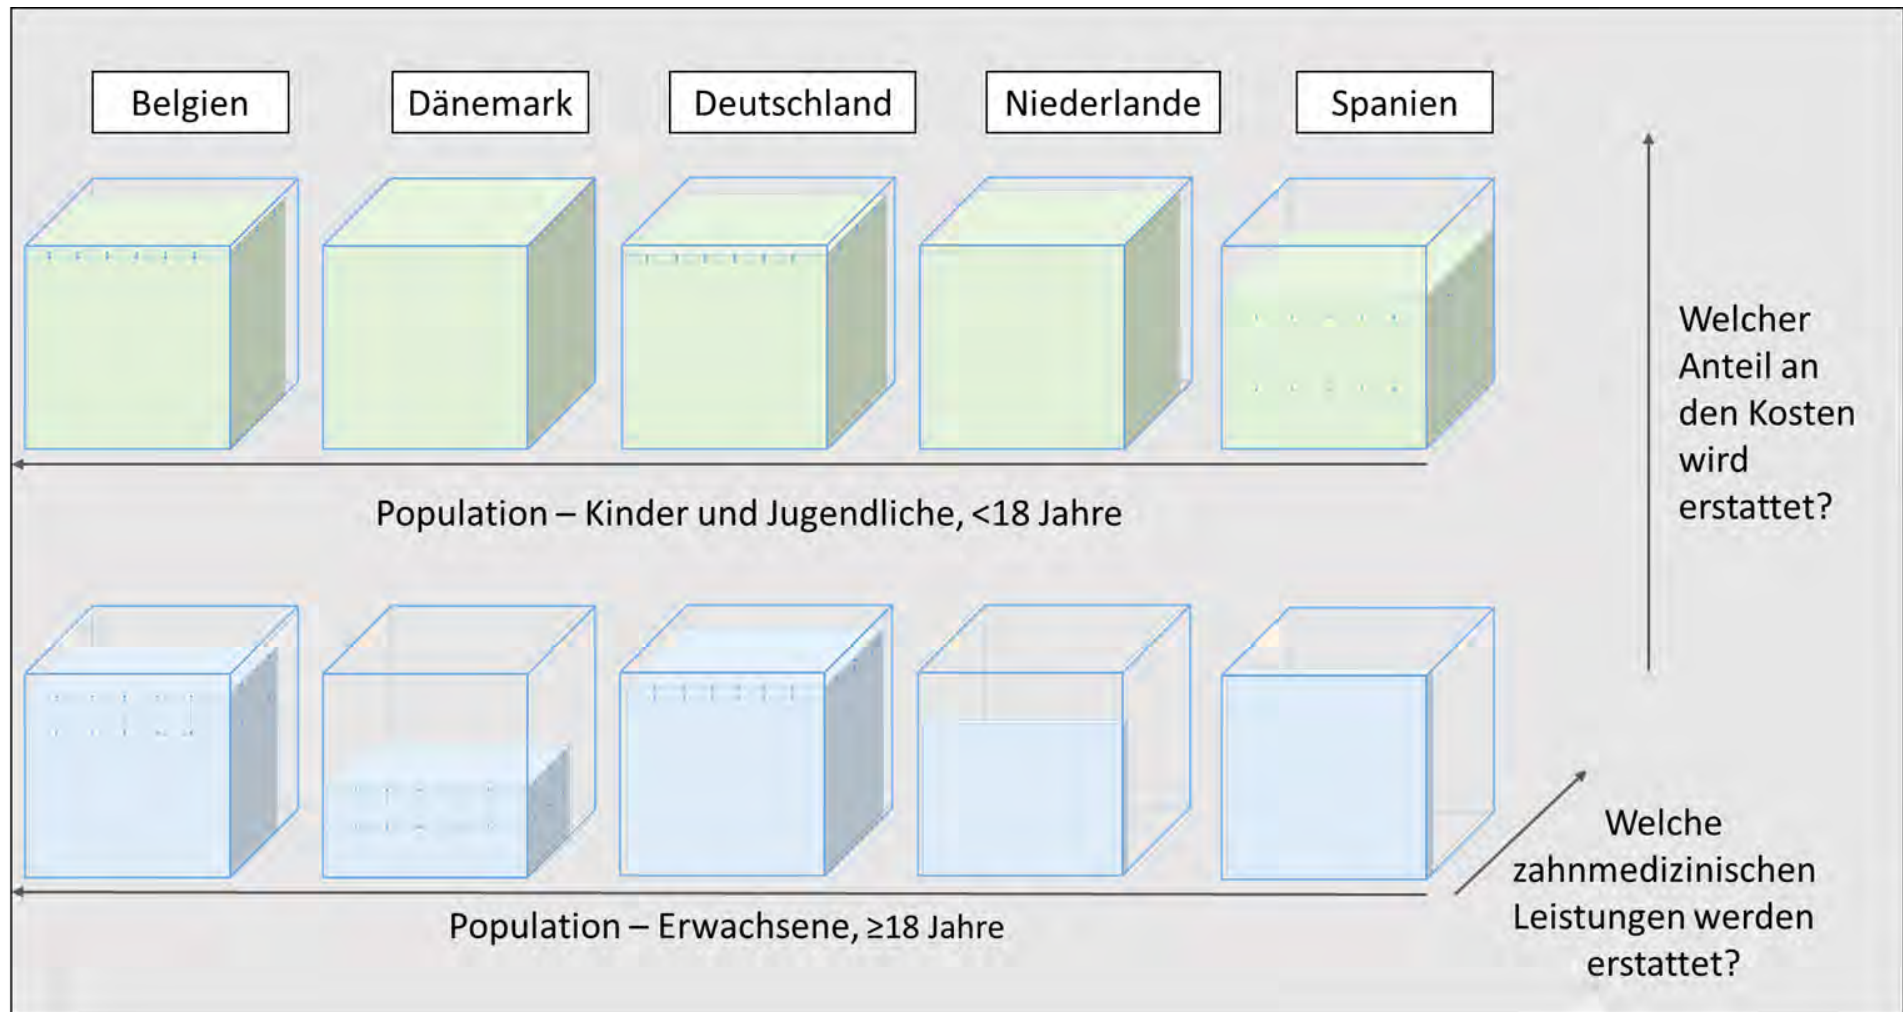 Belgien
Dänemark
Deutschland
Niederlande
Spanien
Welcher
Anteil an
den Kosten
wird
erstattet?
Population – Kinder und Jugendliche, <18 Jahre
Population – Erwachsene, ≥18 Jahre
Welche
zahnmedizinischen
Leistungen werden
erstattet?